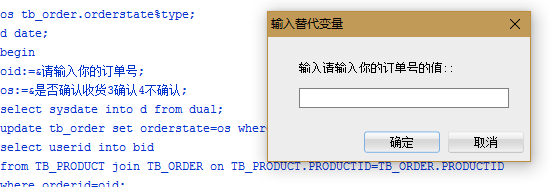 os tb_order.orderstate%type;
d date;
begin
oid:=&请输入你的订单号;
os:=&是否确认收货3确认4不确认;
select sysdate into d from dual;
update tb_order set orderstate=os wher
select userid into bid
from TB_PRODUCT join TB_ORDER on TB_PRODUCT.PRODUCTID=TB_ORDER.PRODUCTID
where orderid=oid;
输入替代变量
输入请输入你的订单号的值::
确定
取消